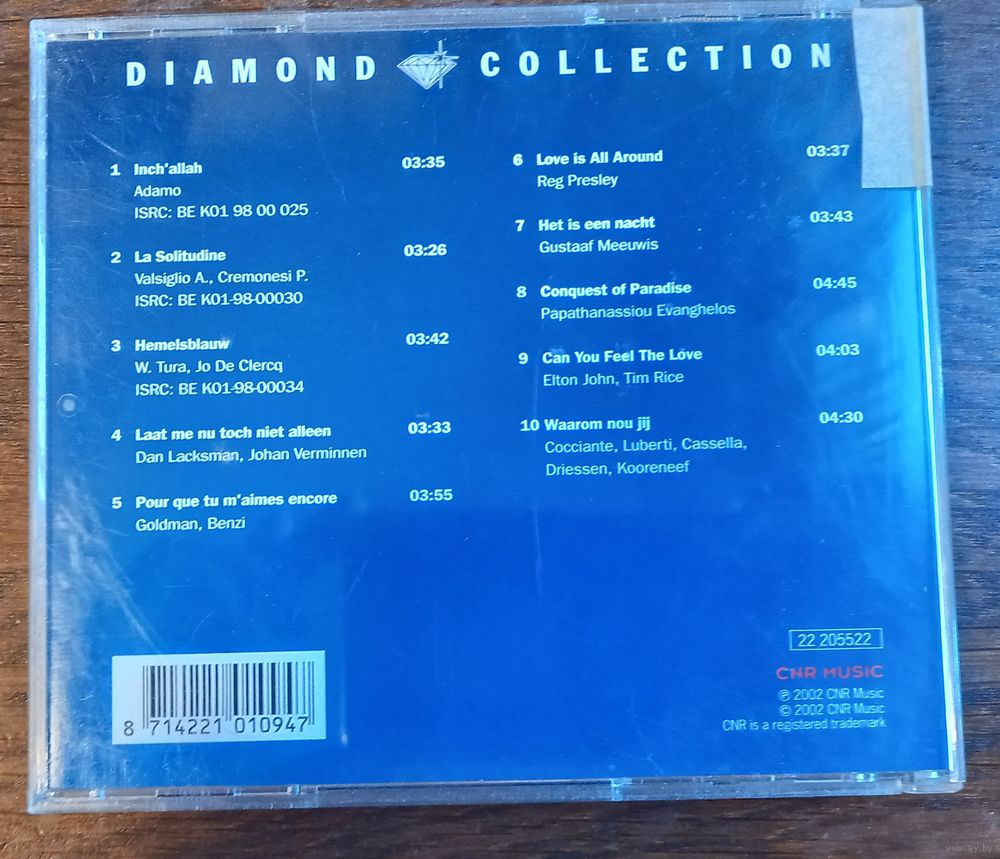 DIAMOND COLLECTION
1 Inch'allah 03:35
Adamo
ISRC: BE K01 98 00 025
2 La Solitudine 03:26
Valsiglio A., Cremonesi P.
ISRC: BE K01-98-00030
3 Hemelsblauw 03:42
W. Tura, Jo De Clercq
ISRC: BE K01-98-00034
4 Laat me nu toch niet alleen 03:33
Dan Lacksman, Johan Verminnen
5 Pour que tu m'aimes encore 03:55
Goldman, Benzi
6 Love is All Around 03:37
Reg Presley
7 Het is een nacht 03:43
Gustaaf Meeuwis
8 Conquest of Paradise 04:45
Papathanassiou Evanghelos
9 Can You Feel The Love 04:03
Elton John, Tim Rice
10 Waarom nou jij 04:30
Cocciante, Luberti, Cassella,
Driessen, Kooreneef
22 205522
CNR MUSIC
℗ 2002 CNR Music
© 2002 CNR Music
CNR is a registered trademark
8 714221 010947
www.ay.by